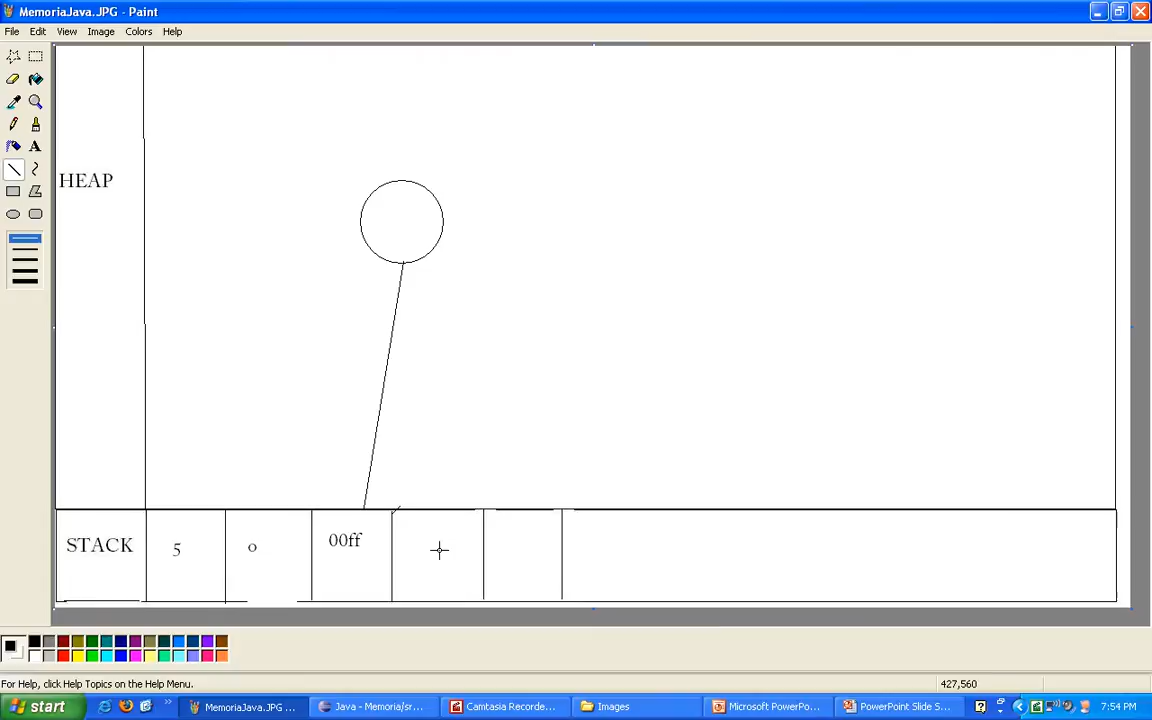 MemoriaJava.JPG - Paint
File Edit View Image Colors Help
HEAP
STACK 5 0 00ff
For Help, click Help Topics on the Help Menu.
427,560
start
MemoriaJava.JPG ...
Java - Memoria/sr...
Camtasia Recorde...
Images
Microsoft PowerPo...
PowerPoint Slide S...
7:54 PM